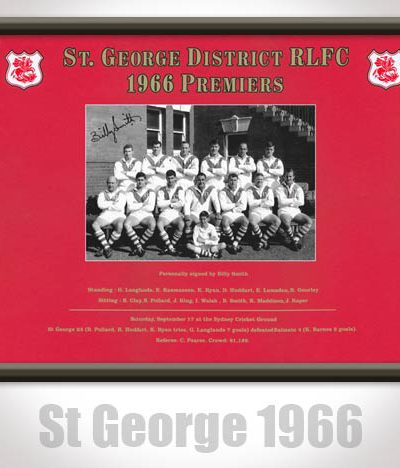 St. George District RLFC
1966 Premiers
Billy Smith
Personally signed by Billy Smith
Standing - G. Langlands, E. Rasmussen, K. Ryan, D. Huddart, E. Lumsden, R. Gourley
Sitting - B. Clay, B. Pollard, J. King, I. Walsh, B. Smith, K. Maddison, J. Raper
Saturday, September 17 at the Sydney Cricket Ground
St George 23 (B. Pollard, D. Huddart, K. Ryan tries, G. Langlands 7 goals) defeated Balmain 4 (K. Barnes 2 goals).
Referee: C. Pearce. Crowd: 61,129.
St George 1966